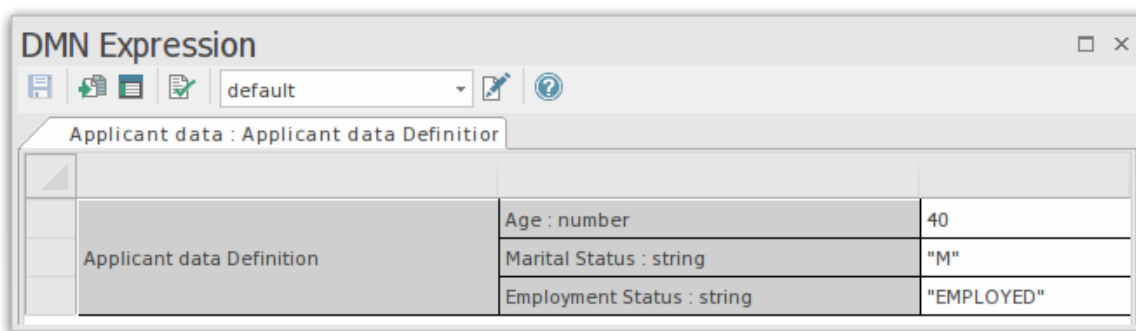 DMN Expression
default
Applicant data : Applicant data Definition
Age : number
40
Applicant data Definition
Marital Status : string
"M"
Employment Status : string
"EMPLOYED"